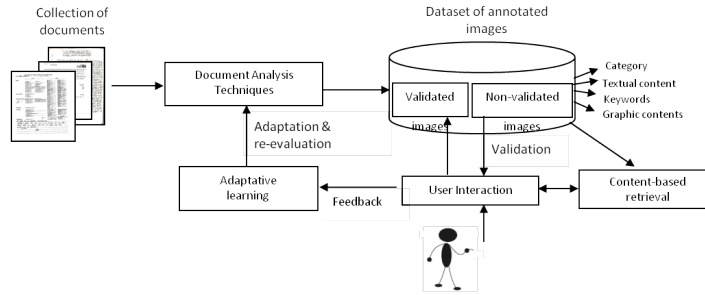 Collection of
documents
Dataset of annotated
images
Document Analysis
Techniques
Validated
images
Non-validated
images
Category
Textual content
Keywords
Graphic contents
Adaptation &
re-evaluation
Validation
Adaptative
learning
Feedback
User Interaction
Content-based
retrieval